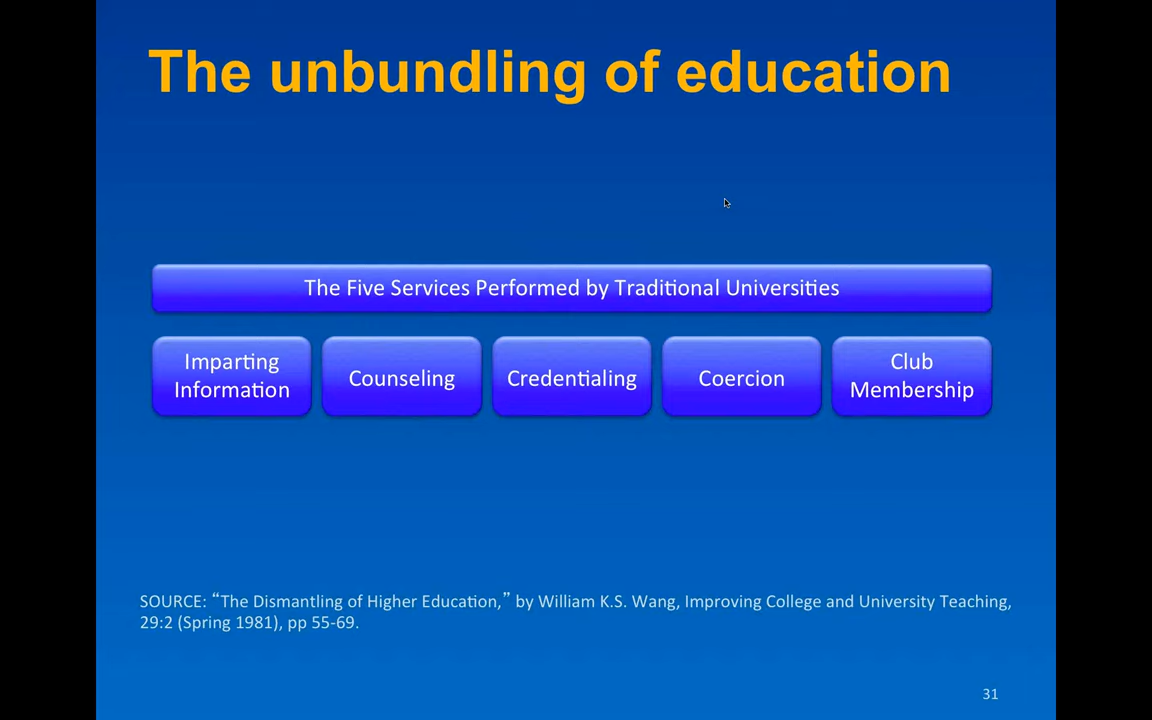 The unbundling of education
The Five Services Performed by Traditional Universities
Imparting
Information
Counseling
Credentialing
Coercion
Club
Membership
SOURCE: “The Dismantling of Higher Education,” by William K.S. Wang, Improving College and University Teaching,
29:2 (Spring 1981), pp 55-69.
31